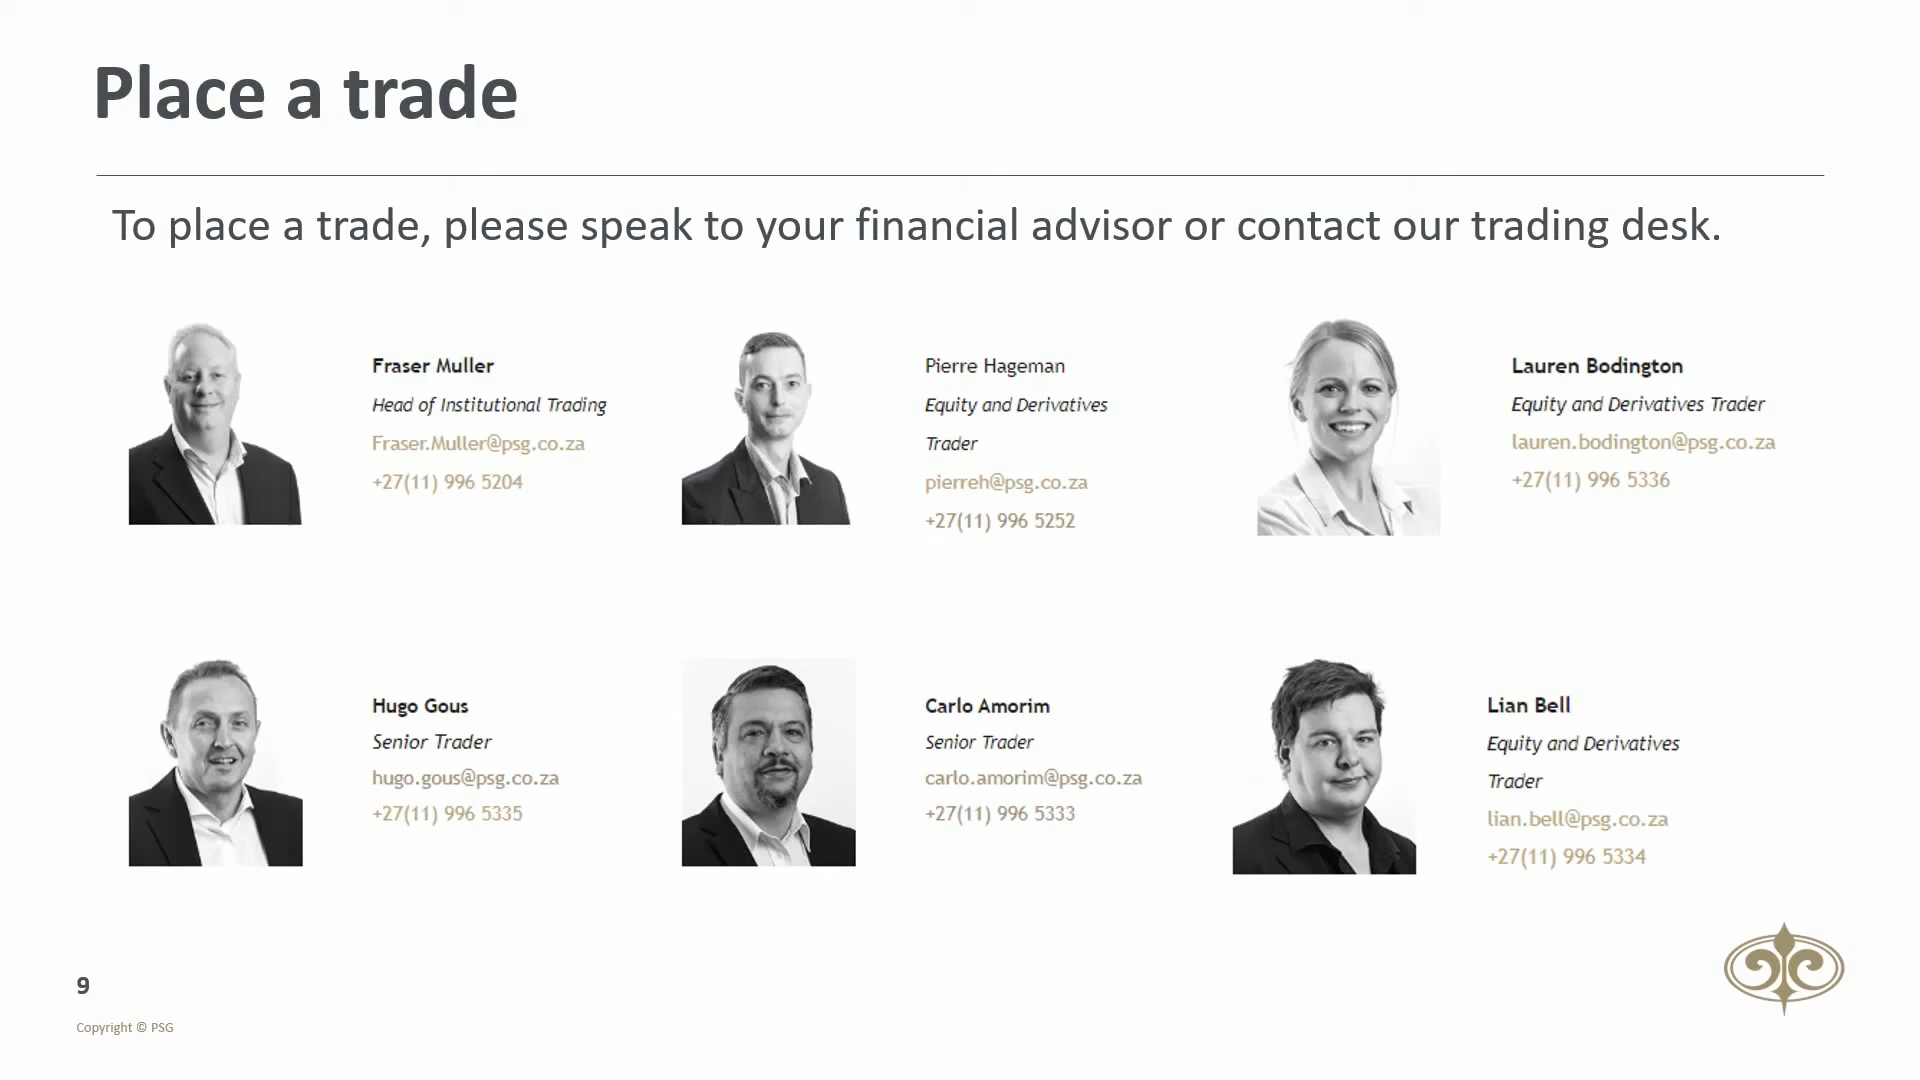 Place a trade
To place a trade, please speak to your financial advisor or contact our trading desk.
Fraser Muller
Head of Institutional Trading
Fraser.Muller@psg.co.za
+27(11) 996 5204
Pierre Hageman
Equity and Derivatives
Trader
pierreh@psg.co.za
+27(11) 996 5252
Lauren Bodington
Equity and Derivatives Trader
lauren.bodington@psg.co.za
+27(11) 996 5336
Hugo Gous
Senior Trader
hugo.gous@psg.co.za
+27(11) 996 5335
Carlo Amorim
Senior Trader
carlo.amorim@psg.co.za
+27(11) 996 5333
Lian Bell
Equity and Derivatives
Trader
lian.bell@psg.co.za
+27(11) 996 5334
9
Copyright © PSG